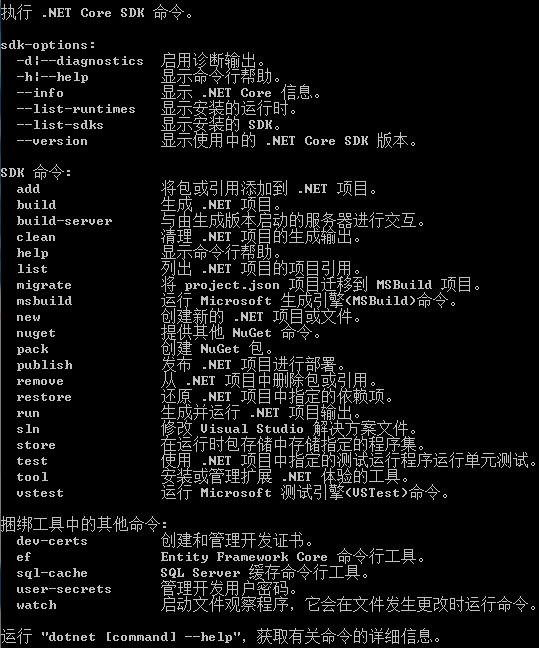 执行 .NET Core SDK 命令。
sdk-options:
-d|--diagnostics 启用诊断输出。
-h|--help 显示命令行帮助。
--info 显示 .NET Core 信息。
--list-runtimes 显示安装的运行时。
--list-sdks 显示安装的 SDK。
--version 显示使用中的 .NET Core SDK 版本。
SDK 命令:
add 将包或引用添加到 .NET 项目。
build 生成 .NET 项目。
build-server 与由生成版本启动的服务器进行交互。
clean 清理 .NET 项目的生成输出。
help 显示命令行帮助。
list 列出 .NET 项目的项目引用。
migrate 将 project.json 项目迁移到 MSBuild 项目。
msbuild 运行 Microsoft 生成引擎(MSBuild)命令。
new 创建新的 .NET 项目或文件。
nuget 提供其他 NuGet 命令。
pack 创建 NuGet 包。
publish 发布 .NET 项目进行部署。
remove 从 .NET 项目中删除包或引用。
restore 还原 .NET 项目中指定的依赖项。
run 生成并运行 .NET 项目输出。
sln 修改 Visual Studio 解决方案文件。
store 在运行时包存储中存储指定的程序集。
test 使用 .NET 项目中指定的测试运行程序运行单元测试。
tool 安装或管理扩展 .NET 体验的工具。
vstest 运行 Microsoft 测试引擎(VSTest)命令。
捆绑工具中的其他命令:
dev-certs 创建和管理开发证书。
ef Entity Framework Core 命令行工具。
sql-cache SQL Server 缓存命令行工具。
user-secrets 管理开发用户密码。
watch 启动文件观察程序，它会在文件发生更改时运行命令。
运行 "dotnet [command] --help"，获取有关命令的详细信息。